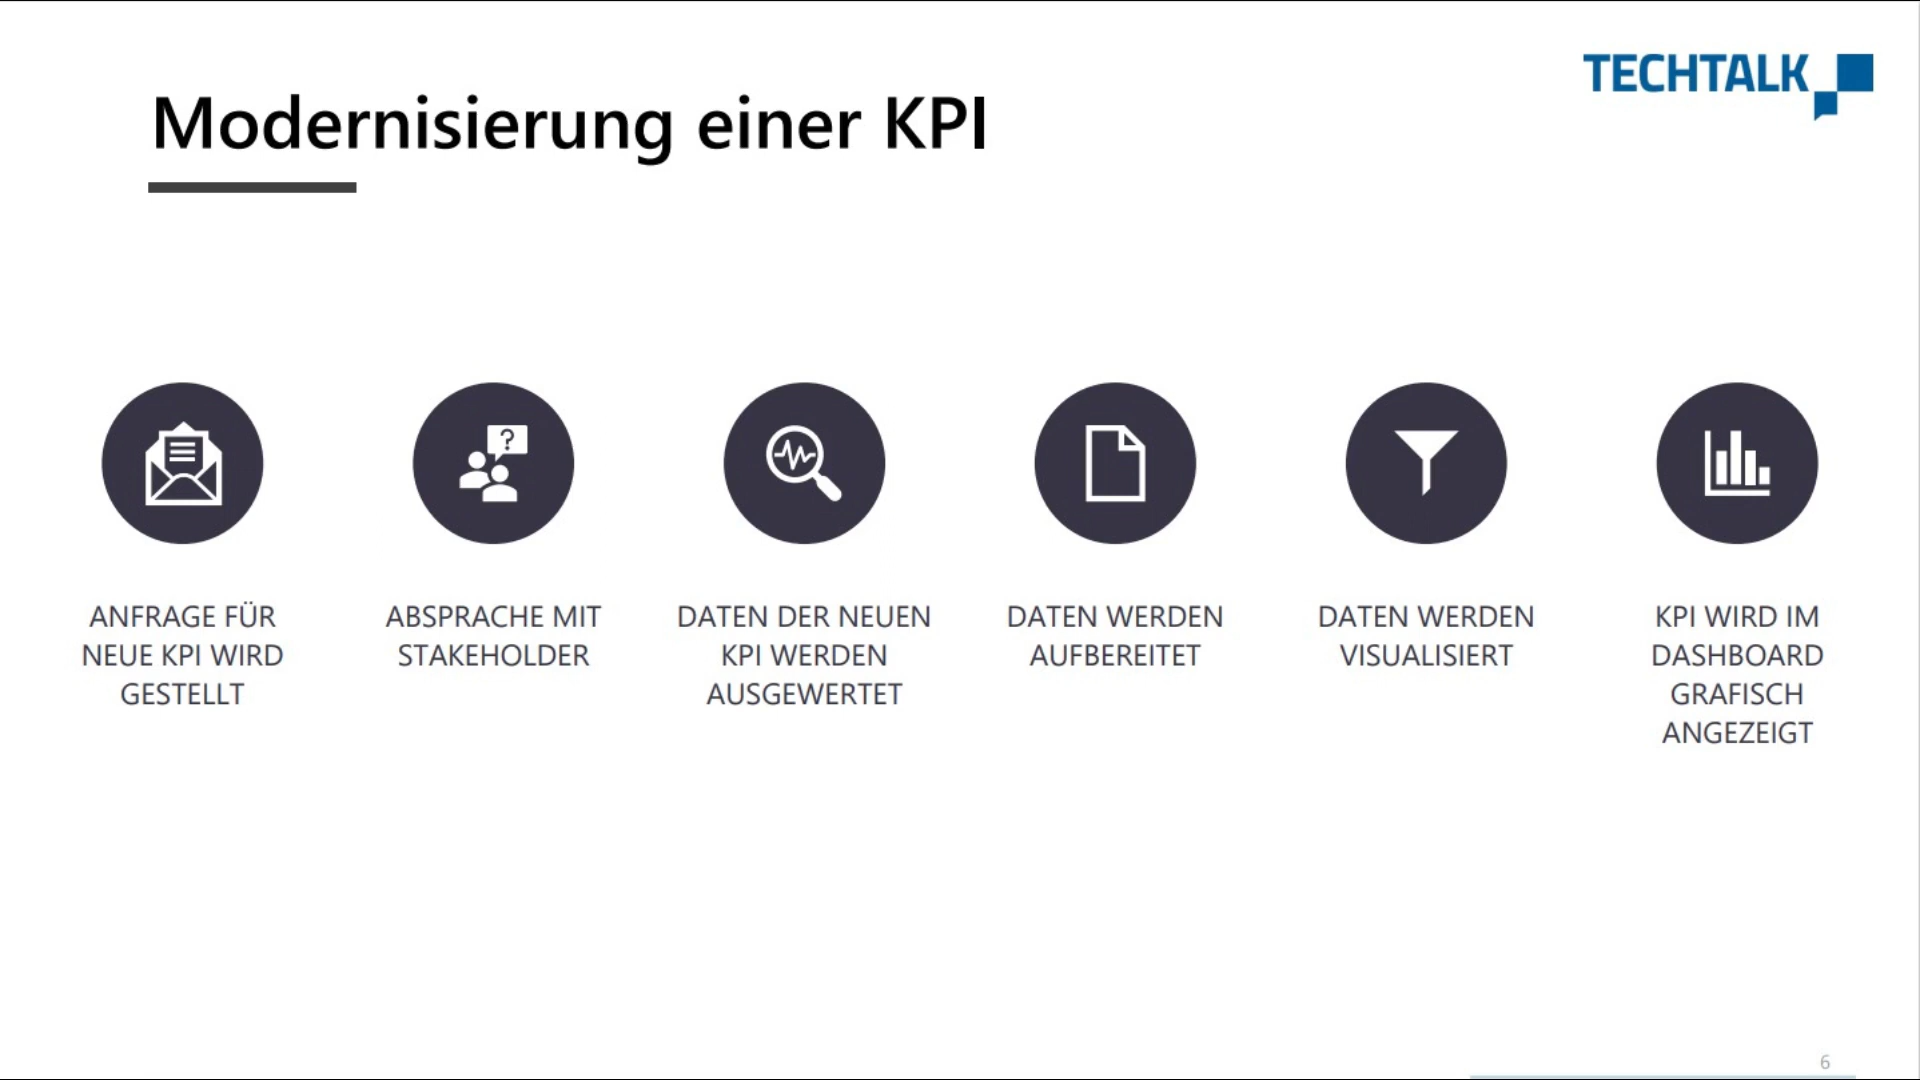 TECHTALK
Modernisierung einer KPI
?
ANFRAGE FÜR
NEUE KPI WIRD
GESTELLT
ABSPRACHE MIT
STAKEHOLDER
DATEN DER NEUEN
KPI WERDEN
AUSGEWERTET
DATEN WERDEN
AUFBEREITET
DATEN WERDEN
VISUALISIERT
KPI WIRD IM
DASHBOARD
GRAFISCH
ANGEZEIGT
6